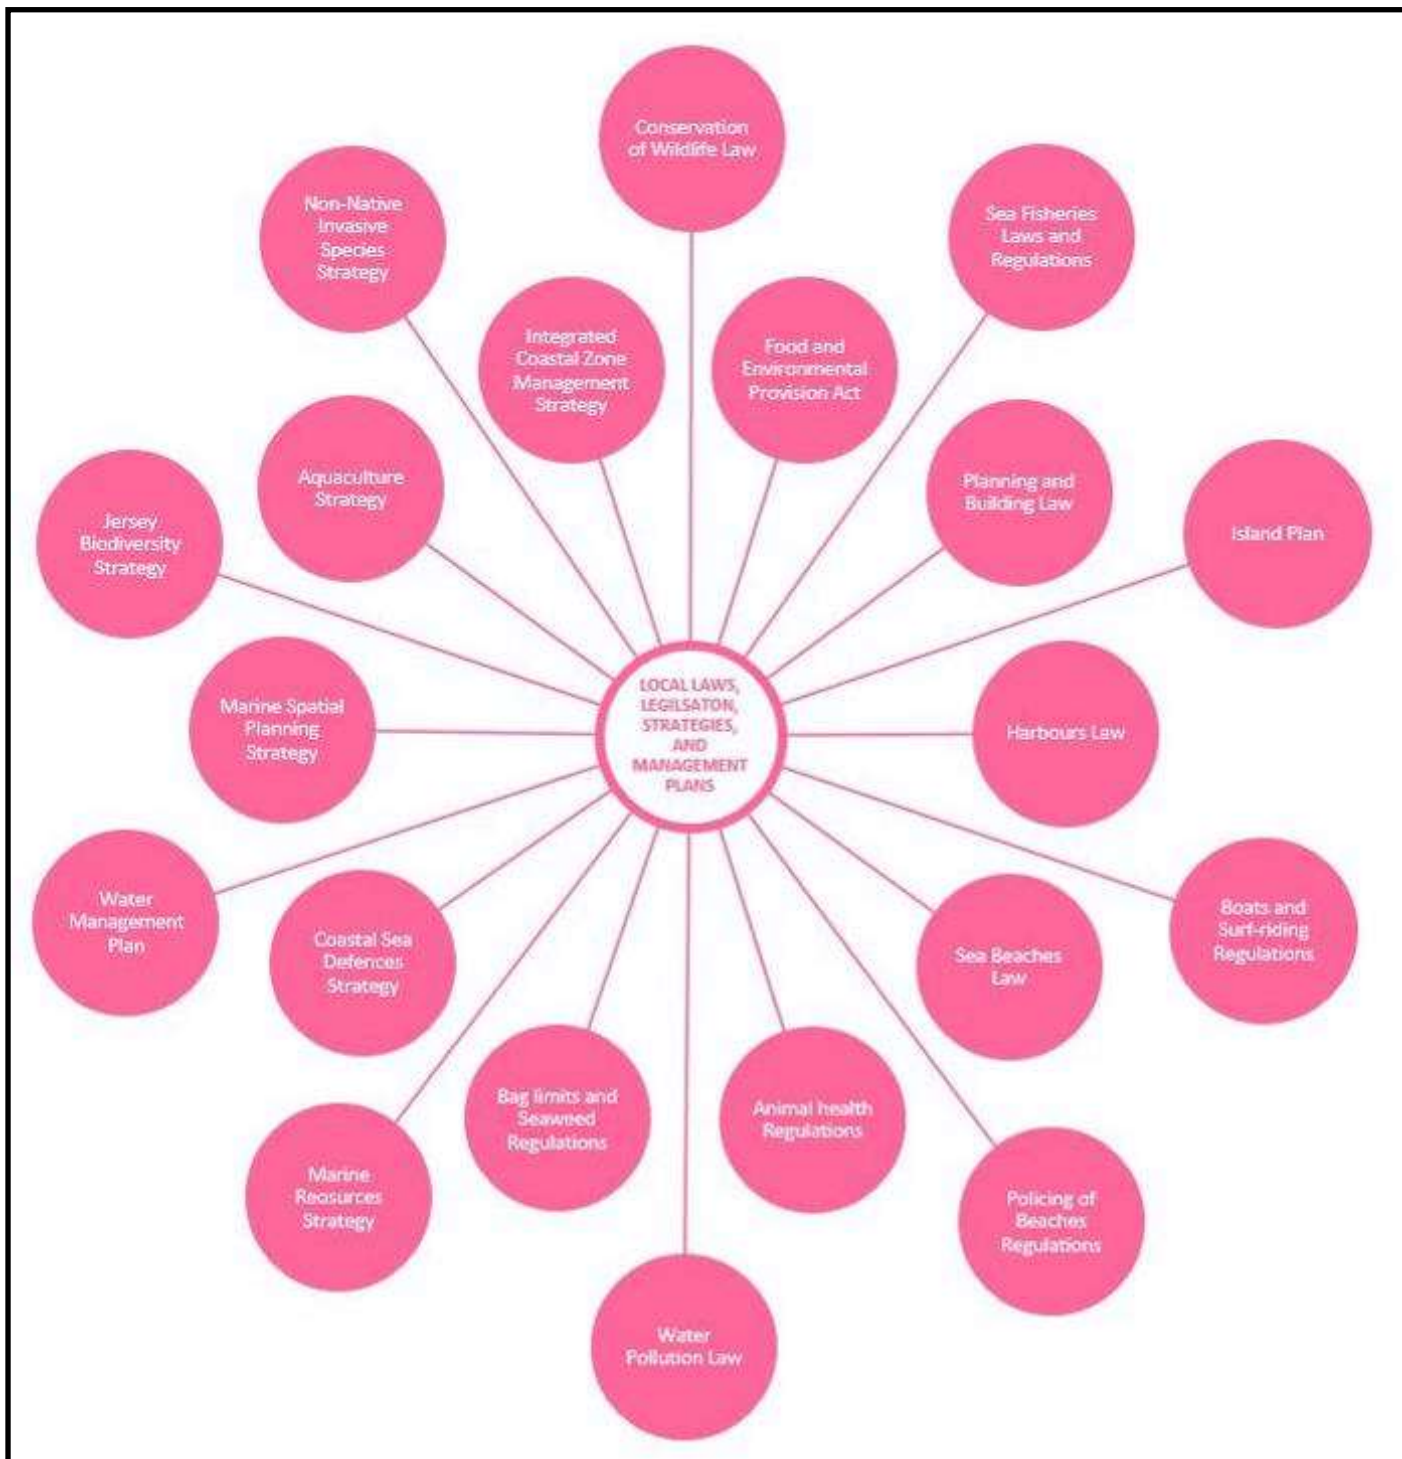 Conservation
of Wildlife Law
Non-Native
Invasive
Species
Strategy
Sea Fisheries
Laws and
Regulations
Integrated
Coastal Zone
Management
Strategy
Food and
Environmental
Provision Act
Aquaculture
Strategy
Planning and
Building Law
Jersey
Biodiversity
Strategy
Island Plan
Marine Spatial
Planning
Strategy
LOCAL LAWS,
LEGILSATON,
STRATEGIES,
AND
MANAGEMENT
PLANS
Harbours Law
Water
Management
Plan
Coastal Sea
Defences
Strategy
Sea Beaches
Law
Boats and
Surf-riding
Regulations
Bag limits and
Seaweed
Regulations
Animal health
Regulations
Marine
Reosurces
Strategy
Policing of
Beaches
Regulations
Water
Pollution Law